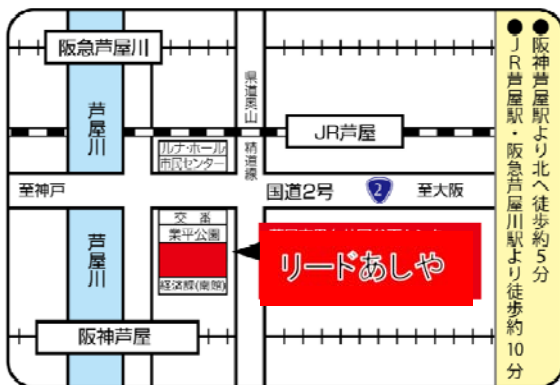 阪急芦屋川
芦屋川
県道奥山
精道線
JR芦屋
ルナ・ホール
市民センター
至神戸
国道2号
2
至大阪
交番
業平公園
経済課(南館)
リードあしや
芦屋川
阪神芦屋
●阪神芦屋駅より北へ徒歩約5分
●JR芦屋駅・阪急芦屋川駅より徒歩約10分